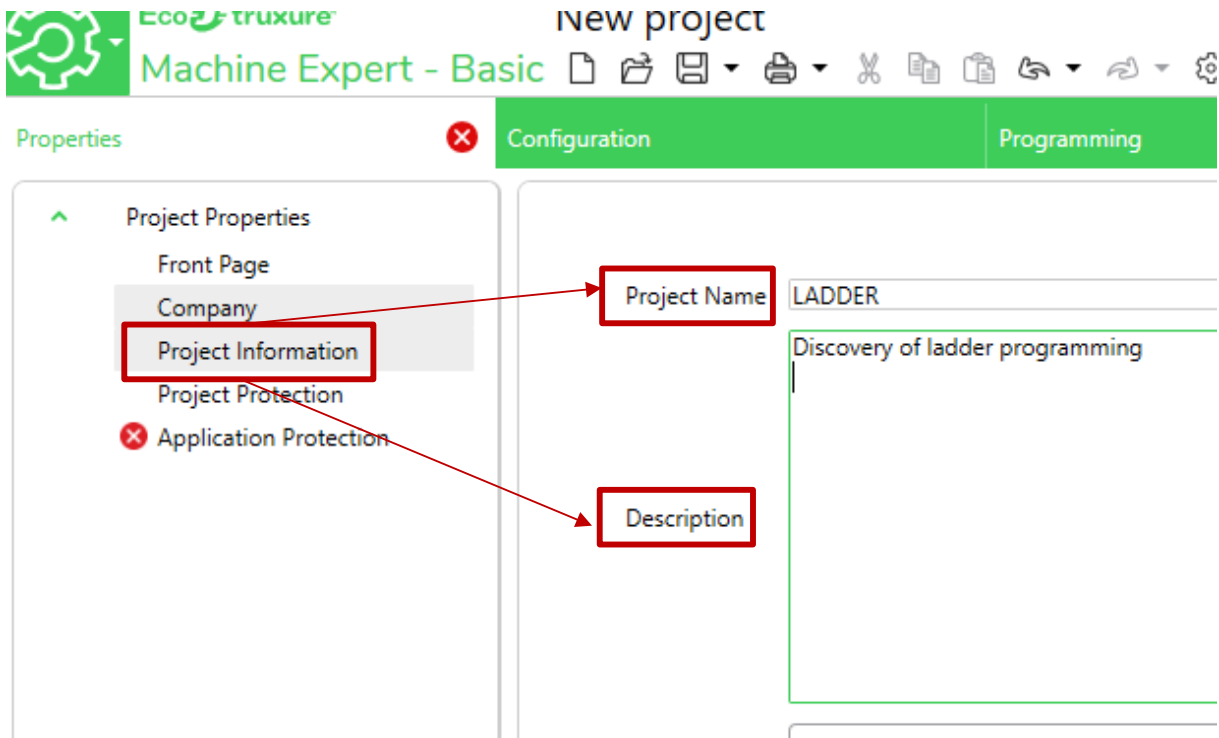 EcoStruxure
New project
Machine Expert - Basic
Properties
Configuration
Programming
Project Properties
Front Page
Company
Project Information
Project Protection
Application Protection
Project Name
LADDER
Discovery of ladder programming
Description